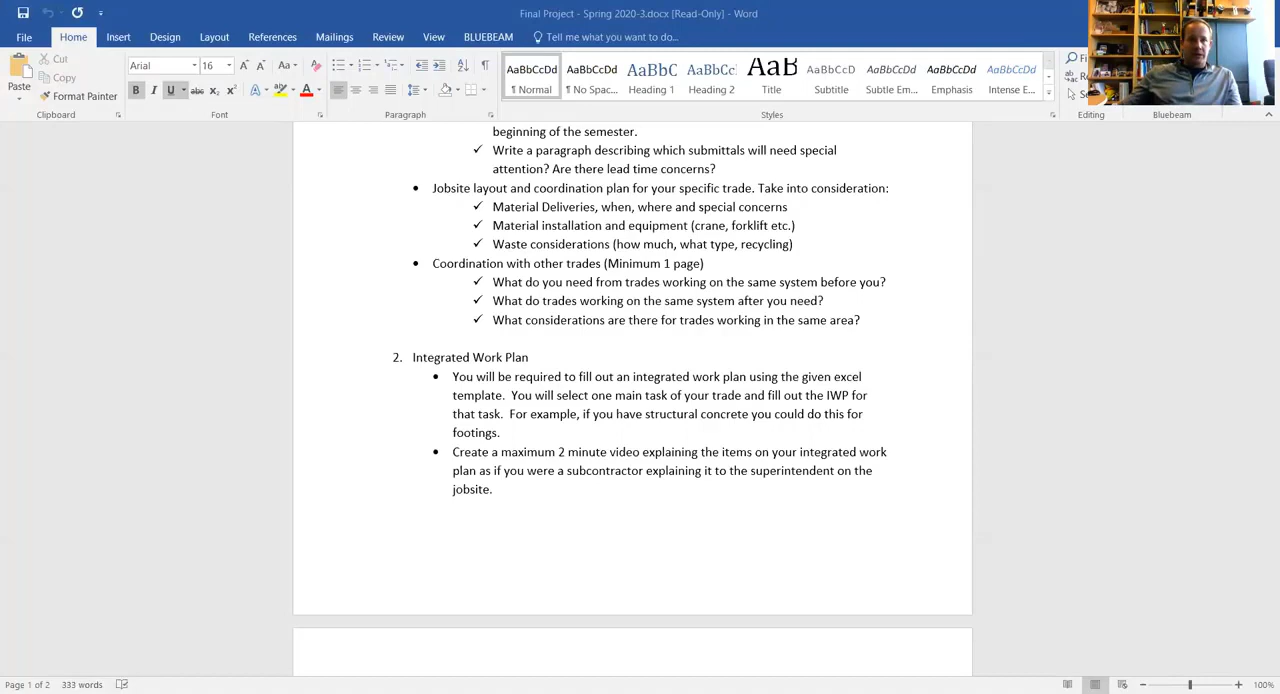 Final Project - Spring 2020-3.docx [Read-Only] - Word
File Home Insert Design Layout References Mailings Review View BLUEBEAM Tell me what you want to do...
Paste
Cut
Copy
Format Painter
Clipboard
Arial 16
Font
Paragraph
AaBbCcDd AaBbCcDd AaBbC AaBbCc AaB AaBbCcD AaBbCcDd AaBbCcDd AaBbCcDd
¶ Normal ¶ No Spac... Heading 1 Heading 2 Title Subtitle Subtle Em... Emphasis Intense E...
Styles
Editing
Bluebeam
beginning of the semester.
✓ Write a paragraph describing which submittals will need special
attention? Are there lead time concerns?
• Jobsite layout and coordination plan for your specific trade. Take into consideration:
✓ Material Deliveries, when, where and special concerns
✓ Material installation and equipment (crane, forklift etc.)
✓ Waste considerations (how much, what type, recycling)
• Coordination with other trades (Minimum 1 page)
✓ What do you need from trades working on the same system before you?
✓ What do trades working on the same system after you need?
✓ What considerations are there for trades working in the same area?
2. Integrated Work Plan
• You will be required to fill out an integrated work plan using the given excel
template. You will select one main task of your trade and fill out the IWP for
that task. For example, if you have structural concrete you could do this for
footings.
• Create a maximum 2 minute video explaining the items on your integrated work
plan as if you were a subcontractor explaining it to the superintendent on the
jobsite.
Page 1 of 2 333 words
100%